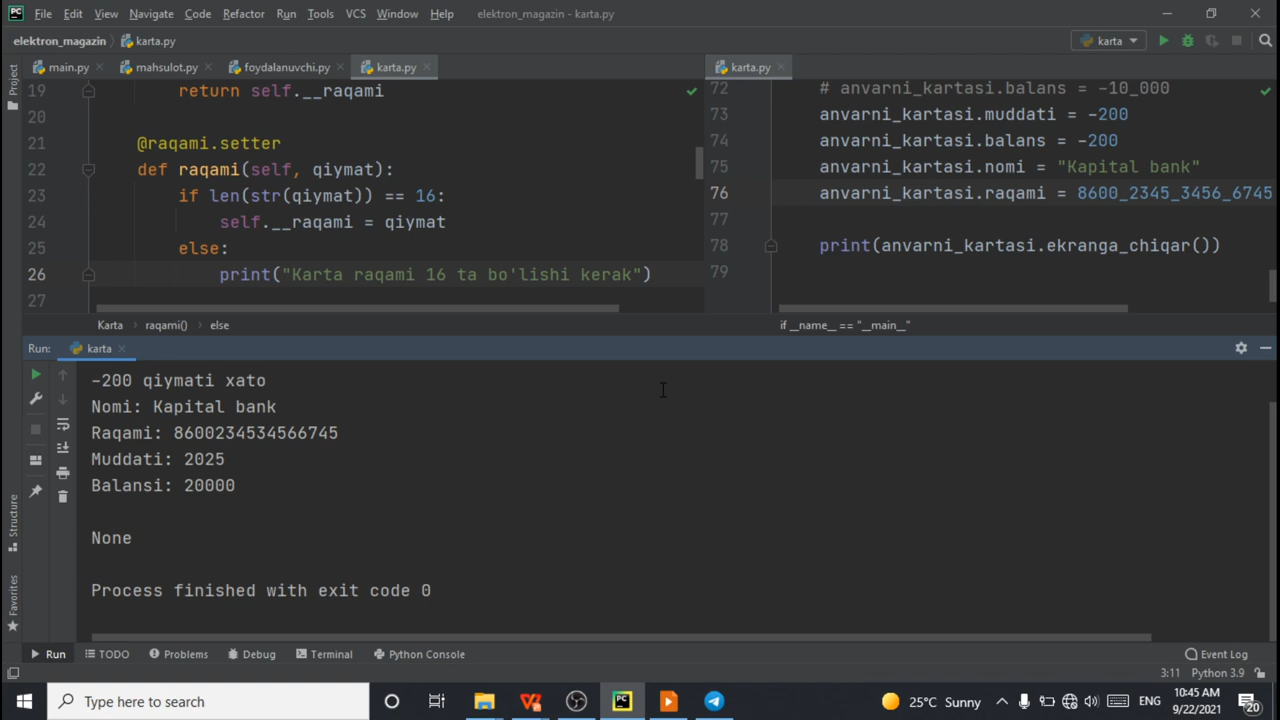 PC File Edit View Navigate Code Refactor Run Tools VCS Window Help elektron_magazin - karta.py
elektron_magazin karta.py karta
Project main.py mahsulot.py foydalanuvchi.py karta.py karta.py
19 return self.__raqami
20
21 @raqami.setter
22 def raqami(self, qiymat):
23 if len(str(qiymat)) == 16:
24 self.__raqami = qiymat
25 else:
26 print("Karta raqami 16 ta bo'lishi kerak")
27
72 # anvarni_kartasi.balans = -10_000
73 anvarni_kartasi.muddati = -200
74 anvarni_kartasi.balans = -200
75 anvarni_kartasi.nomi = "Kapital bank"
76 anvarni_kartasi.raqami = 8600_2345_3456_6745
77
78 print(anvarni_kartasi.ekranga_chiqar())
79
Karta raqami() else
if __name__ == "__main__"
Run: karta
-200 qiymati xato
Nomi: Kapital bank
Raqami: 8600234534566745
Muddati: 2025
Balansi: 20000
None
Process finished with exit code 0
Structure
Favorites
Run TODO Problems Debug Terminal Python Console Event Log
3:11 Python 3.9
Type here to search PC 25°C Sunny ENG 10:45 AM
9/22/2021 20